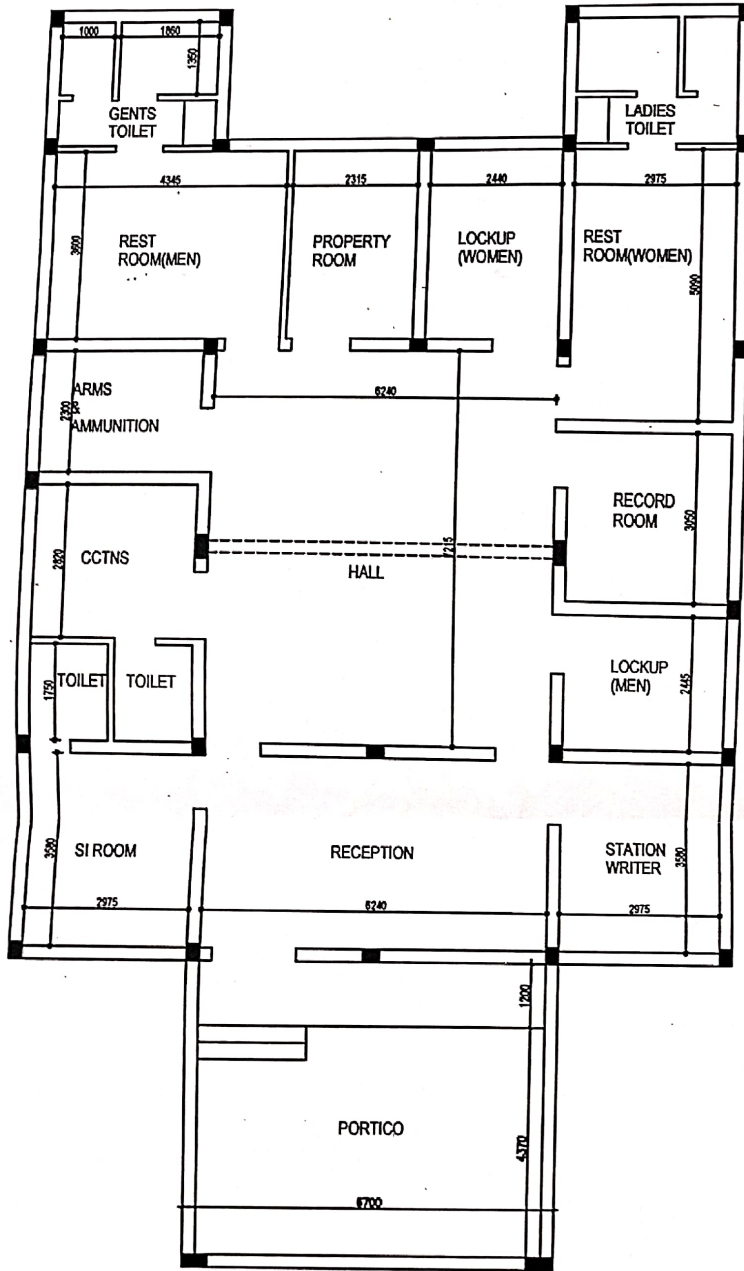 1000
1860
1350
GENTS
TOILET
LADIES
TOILET
4345
2315
2440
2975
3600
REST
ROOM(MEN)
PROPERTY
ROOM
LOCKUP
(WOMEN)
REST
ROOM(WOMEN)
5090
ARMS
&
AMMUNITION
2300
6240
RECORD
ROOM
3050
CCTNS
2820
HALL
7215
TOILET
TOILET
1750
LOCKUP
(MEN)
2445
SI ROOM
3580
RECEPTION
STATION
WRITER
3580
2975
6240
2975
1200
PORTICO
4370
6700